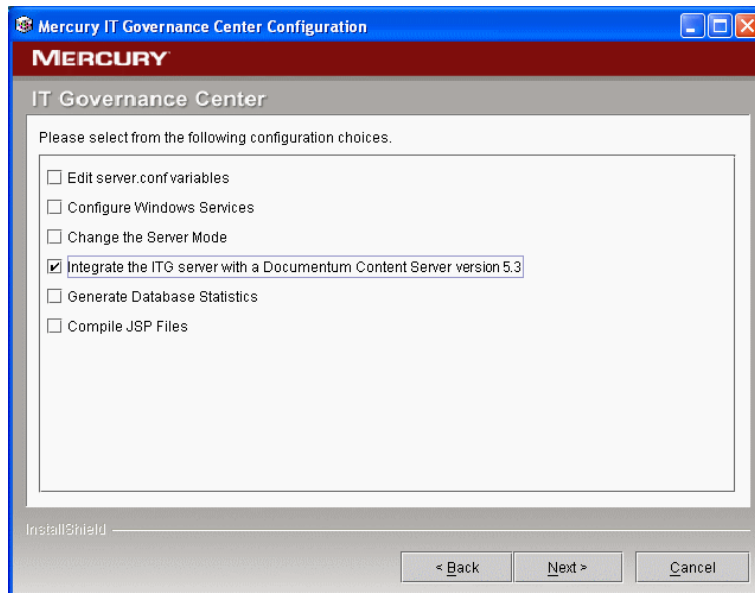 Mercury IT Governance Center Configuration
MERCURY
IT Governance Center
Please select from the following configuration choices.
Edit server.conf variables
Configure Windows Services
Change the Server Mode
Integrate the ITG server with a Documentum Content Server version 5.3
Generate Database Statistics
Compile JSP Files
InstallShield
< Back Next > Cancel